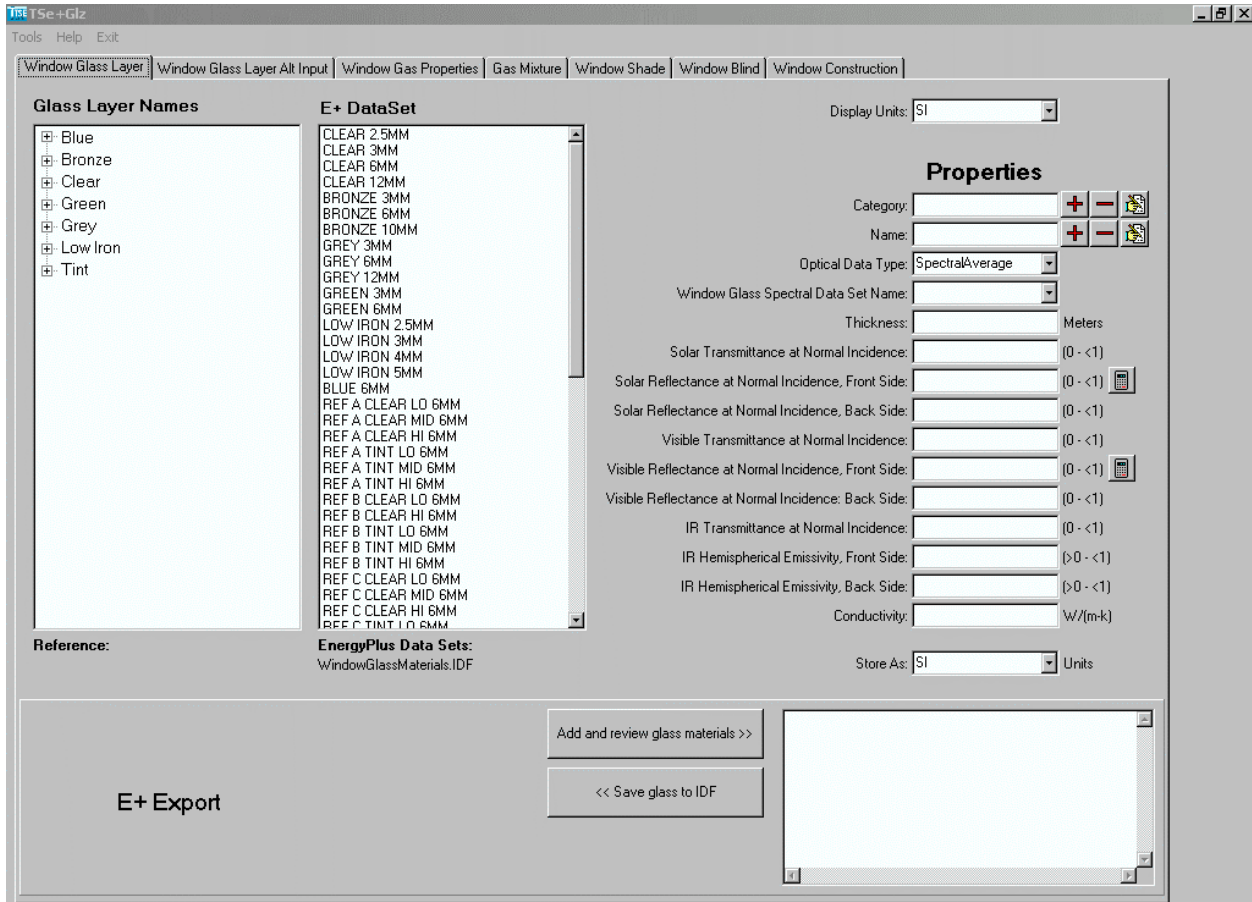 TSe+Glz
Tools Help Exit
Window Glass Layer Window Glass Layer Alt Input Window Gas Properties Gas Mixture Window Shade Window Blind Window Construction
Glass Layer Names
Blue
Bronze
Clear
Green
Grey
Low Iron
Tint
Reference:
E+ DataSet
CLEAR 2.5MM
CLEAR 3MM
CLEAR 6MM
CLEAR 12MM
BRONZE 3MM
BRONZE 6MM
BRONZE 10MM
GREY 3MM
GREY 6MM
GREY 12MM
GREEN 3MM
GREEN 6MM
LOW IRON 2.5MM
LOW IRON 3MM
LOW IRON 4MM
LOW IRON 5MM
BLUE 6MM
REF A CLEAR LO 6MM
REF A CLEAR MID 6MM
REF A CLEAR HI 6MM
REF A TINT LO 6MM
REF A TINT MID 6MM
REF A TINT HI 6MM
REF B CLEAR LO 6MM
REF B CLEAR HI 6MM
REF B TINT LO 6MM
REF B TINT MID 6MM
REF B TINT HI 6MM
REF C CLEAR LO 6MM
REF C CLEAR MID 6MM
REF C CLEAR HI 6MM
REF C TINT LO 6MM
EnergyPlus Data Sets:
WindowGlassMaterials.IDF
Display Units: SI
Properties
Category:
Name:
Optical Data Type: SpectralAverage
Window Glass Spectral Data Set Name:
Thickness: Meters
Solar Transmittance at Normal Incidence: (0 - <1)
Solar Reflectance at Normal Incidence, Front Side: (0 - <1)
Solar Reflectance at Normal Incidence, Back Side: (0 - <1)
Visible Transmittance at Normal Incidence: (0 - <1)
Visible Reflectance at Normal Incidence, Front Side: (0 - <1)
Visible Reflectance at Normal Incidence: Back Side: (0 - <1)
IR Transmittance at Normal Incidence: (0 - <1)
IR Hemispherical Emissivity, Front Side: (>0 - <1)
IR Hemispherical Emissivity, Back Side: (>0 - <1)
Conductivity: W/(m-k)
Store As: SI Units
E+ Export
Add and review glass materials >>
<< Save glass to IDF